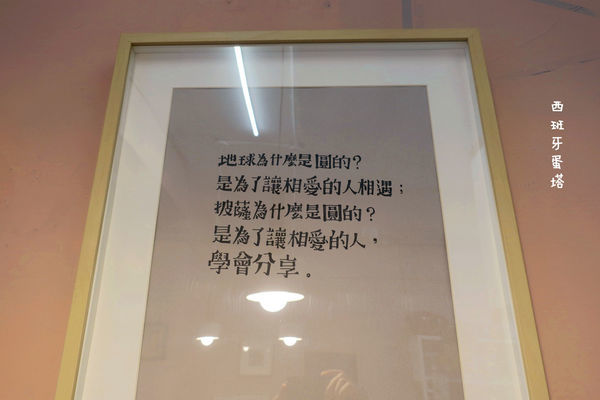 地球為什麼是圓的?
是為了讓相愛的人相遇;
披薩為什麼是圓的?
是為了讓相愛的人,
學會分享。
西班牙蛋塔